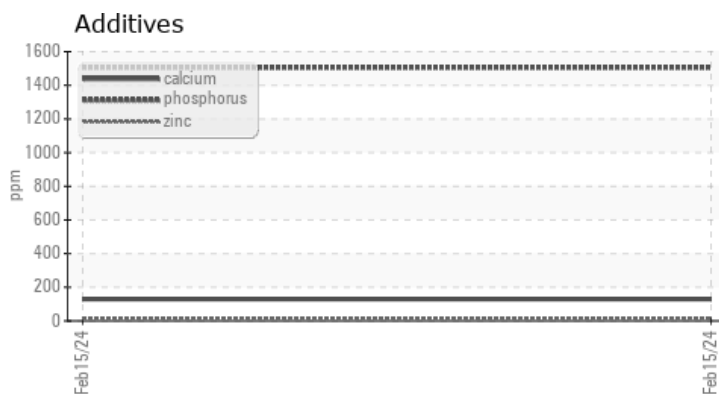 Additives
1600
1400
1200
1000
800
600
400
200
0
ppm
calcium
phosphorus
zinc
Feb15/24
Feb15/24